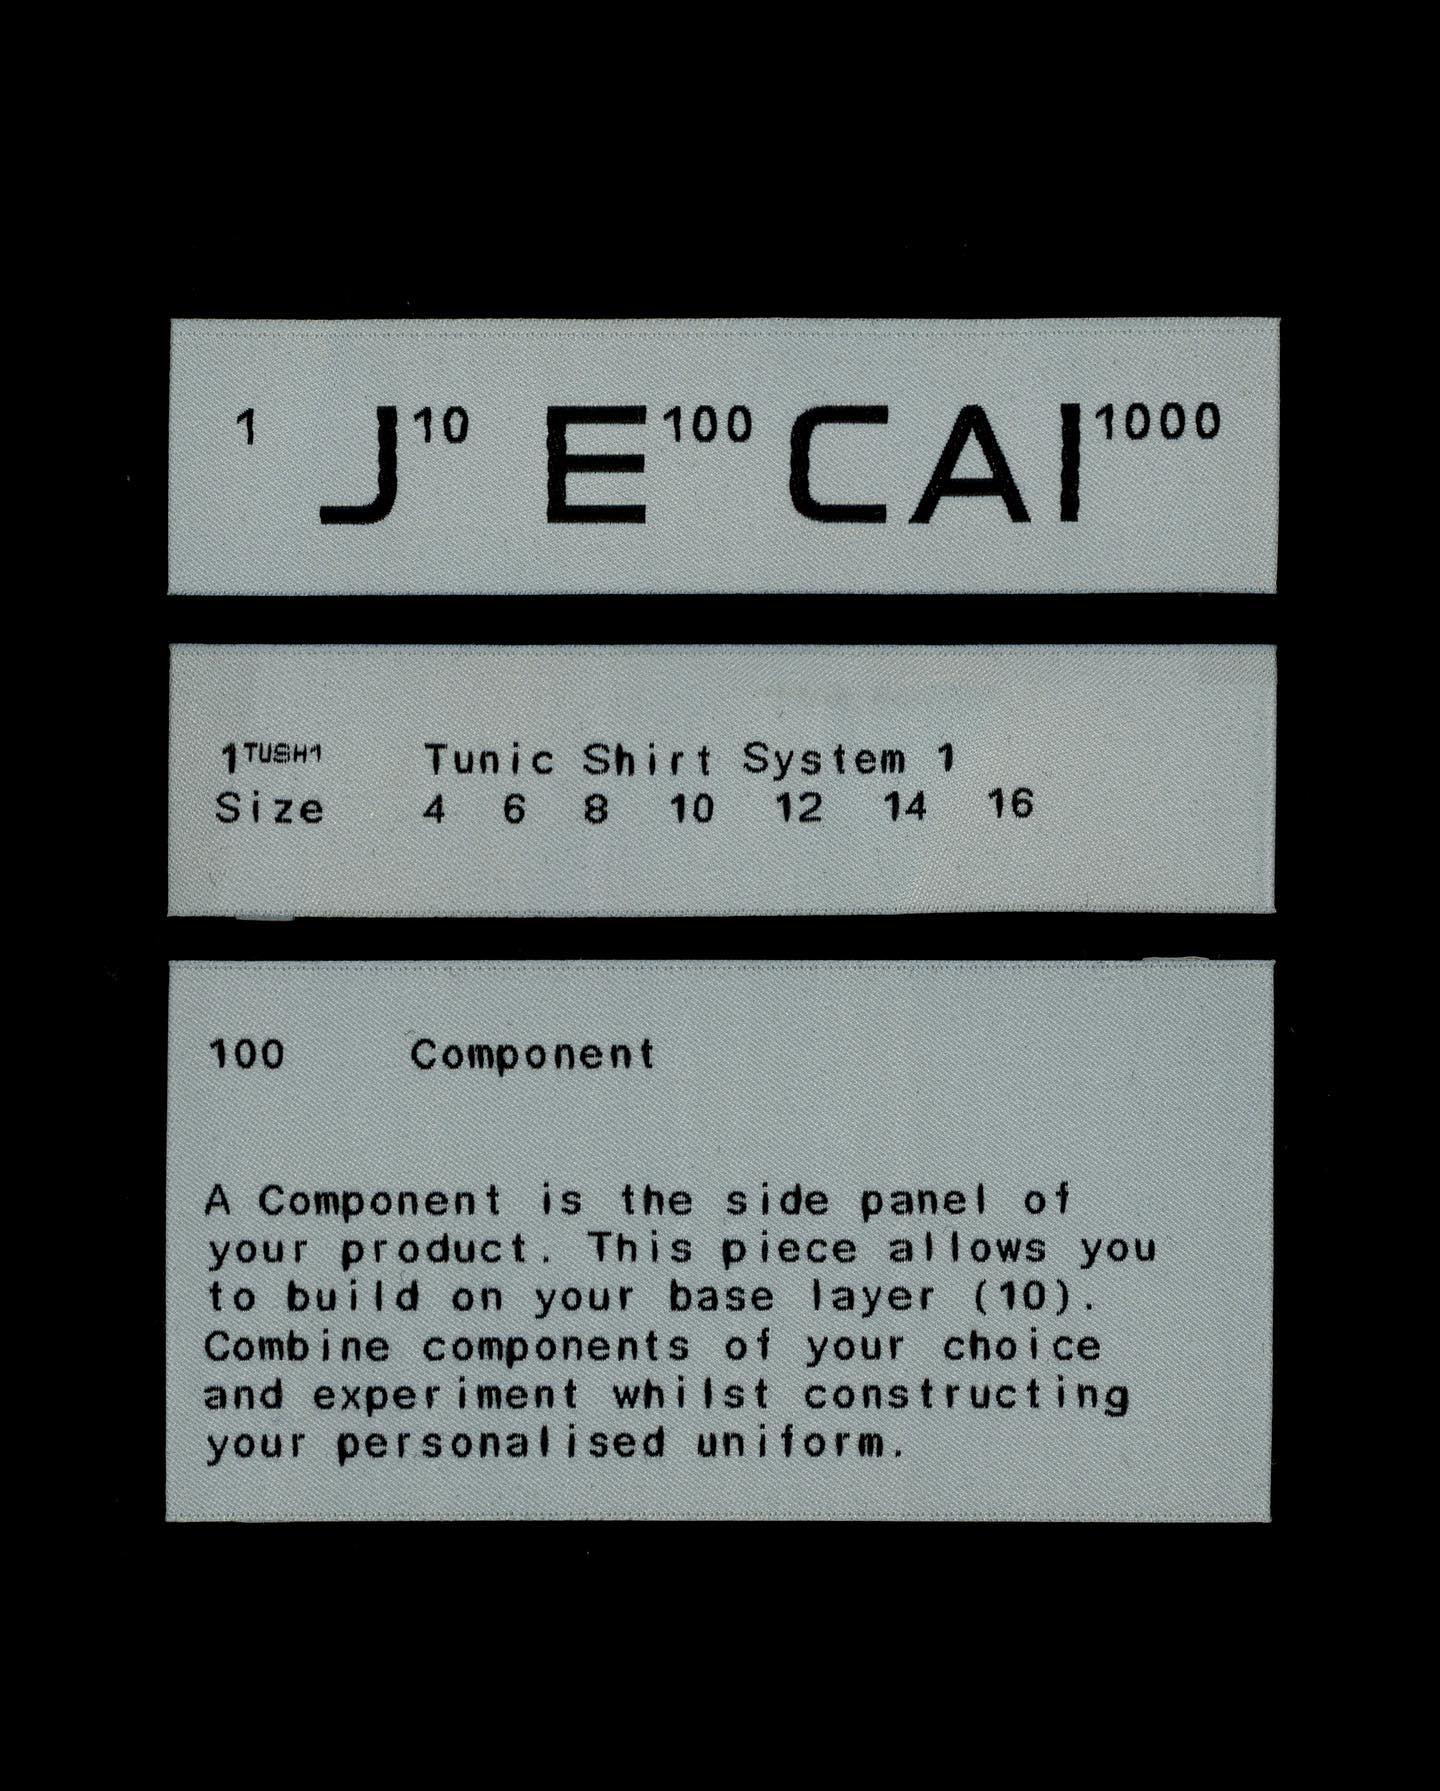 1 J10 E100 CAI1000
1TUSH1 Tunic Shirt System 1
Size 4 6 8 10 12 14 16
100 Component
A Component is the side panel of
your product. This piece allows you
to build on your base layer (10).
Combine components of your choice
and experiment whilst constructing
your personalised uniform.